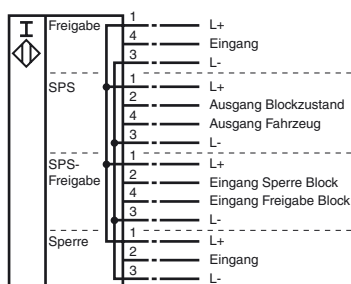 Freigabe 1 L+
4 Eingang
3 L-
SPS 1 L+
2 Ausgang Blockzustand
4 Ausgang Fahrzeug
3 L-
SPS- 1 L+
Freigabe 2 Eingang Sperre Block
4 Eingang Freigabe Block
3 L-
Sperre 1 L+
2 Eingang
3 L-